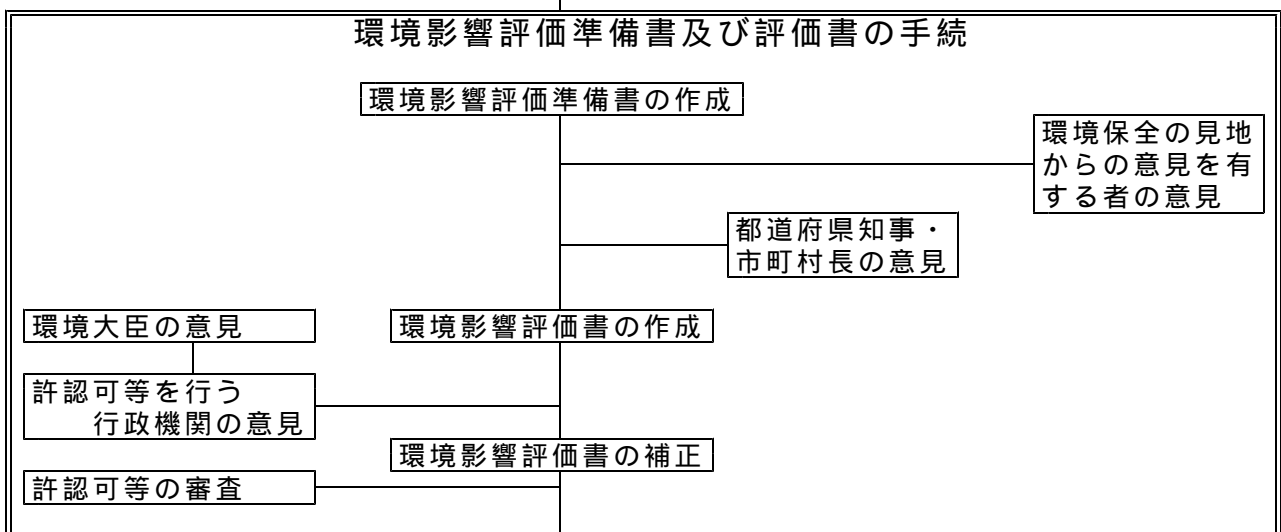 環境影響評価準備書及び評価書の手続
環境影響評価準備書の作成
環境保全の見地
からの意見を有
する者の意見
都道府県知事・
市町村長の意見
環境大臣の意見
環境影響評価書の作成
許認可等を行う
行政機関の意見
環境影響評価書の補正
許認可等の審査